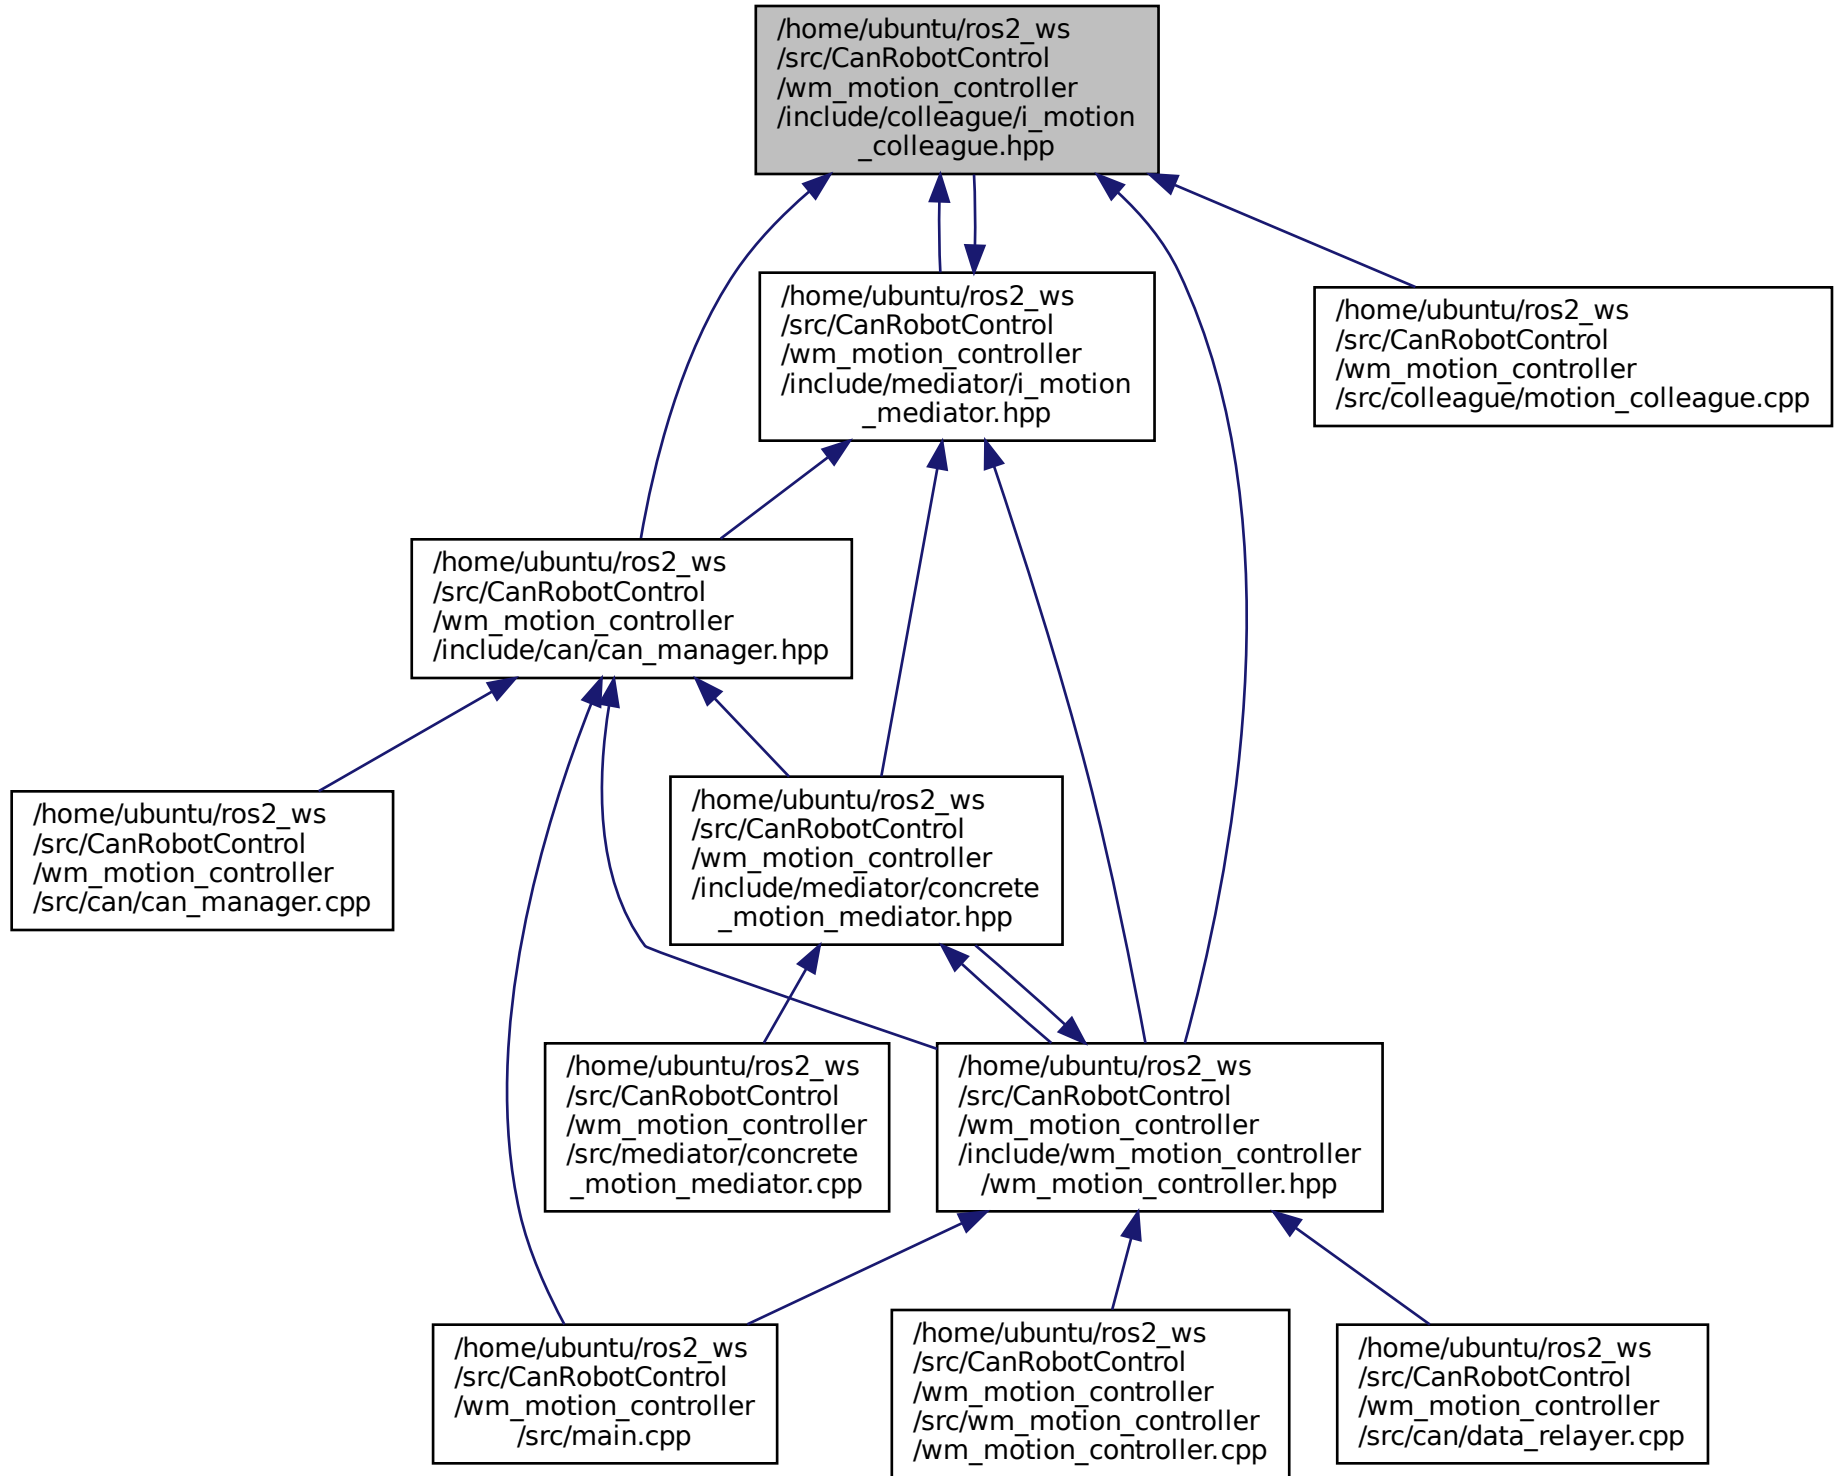 /home/ubuntu/ros2_ws
/src/CanRobotControl
/wm_motion_controller
/include/colleague/i_motion
_colleague.hpp
/home/ubuntu/ros2_ws
/src/CanRobotControl
/wm_motion_controller
/include/mediator/i_motion
_mediator.hpp
/home/ubuntu/ros2_ws
/src/CanRobotControl
/wm_motion_controller
/src/colleague/motion_colleague.cpp
/home/ubuntu/ros2_ws
/src/CanRobotControl
/wm_motion_controller
/include/can/can_manager.hpp
/home/ubuntu/ros2_ws
/src/CanRobotControl
/wm_motion_controller
/src/can/can_manager.cpp
/home/ubuntu/ros2_ws
/src/CanRobotControl
/wm_motion_controller
/include/mediator/concrete
_motion_mediator.hpp
/home/ubuntu/ros2_ws
/src/CanRobotControl
/wm_motion_controller
/src/mediator/concrete
_motion_mediator.cpp
/home/ubuntu/ros2_ws
/src/CanRobotControl
/wm_motion_controller
/include/wm_motion_controller
/wm_motion_controller.hpp
/home/ubuntu/ros2_ws
/src/CanRobotControl
/wm_motion_controller
/src/main.cpp
/home/ubuntu/ros2_ws
/src/CanRobotControl
/wm_motion_controller
/src/wm_motion_controller
/wm_motion_controller.cpp
/home/ubuntu/ros2_ws
/src/CanRobotControl
/wm_motion_controller
/src/can/data_relayer.cpp